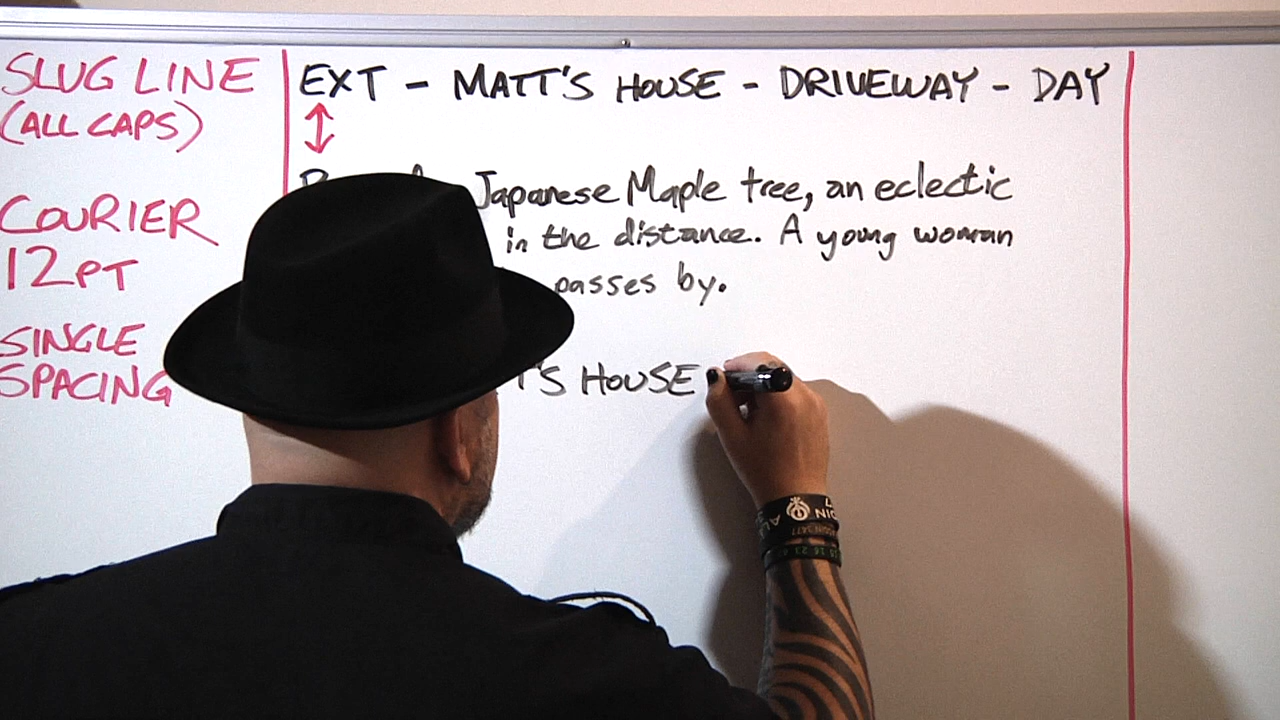 SLUG LINE
(ALL CAPS)
COURIER
12PT
SINGLE
SPACING
EXT - MATT'S HOUSE - DRIVEWAY - DAY
Japanese Maple tree, an eclectic
in the distance. A young woman
passes by.
HOUSE